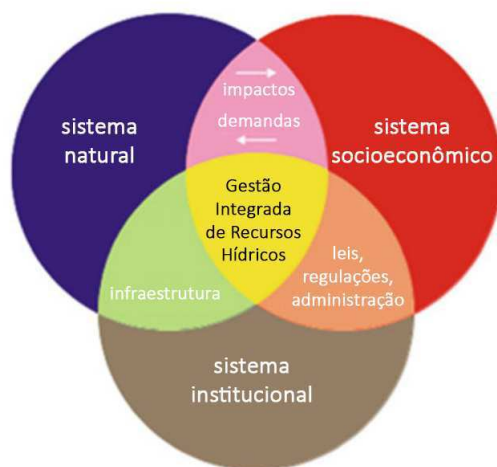 impactos
demandas
sistema
natural
sistema
socioeconômico
Gestão
Integrada
de Recursos
Hídricos
infraestrutura
leis,
regulações,
administração
sistema
institucional